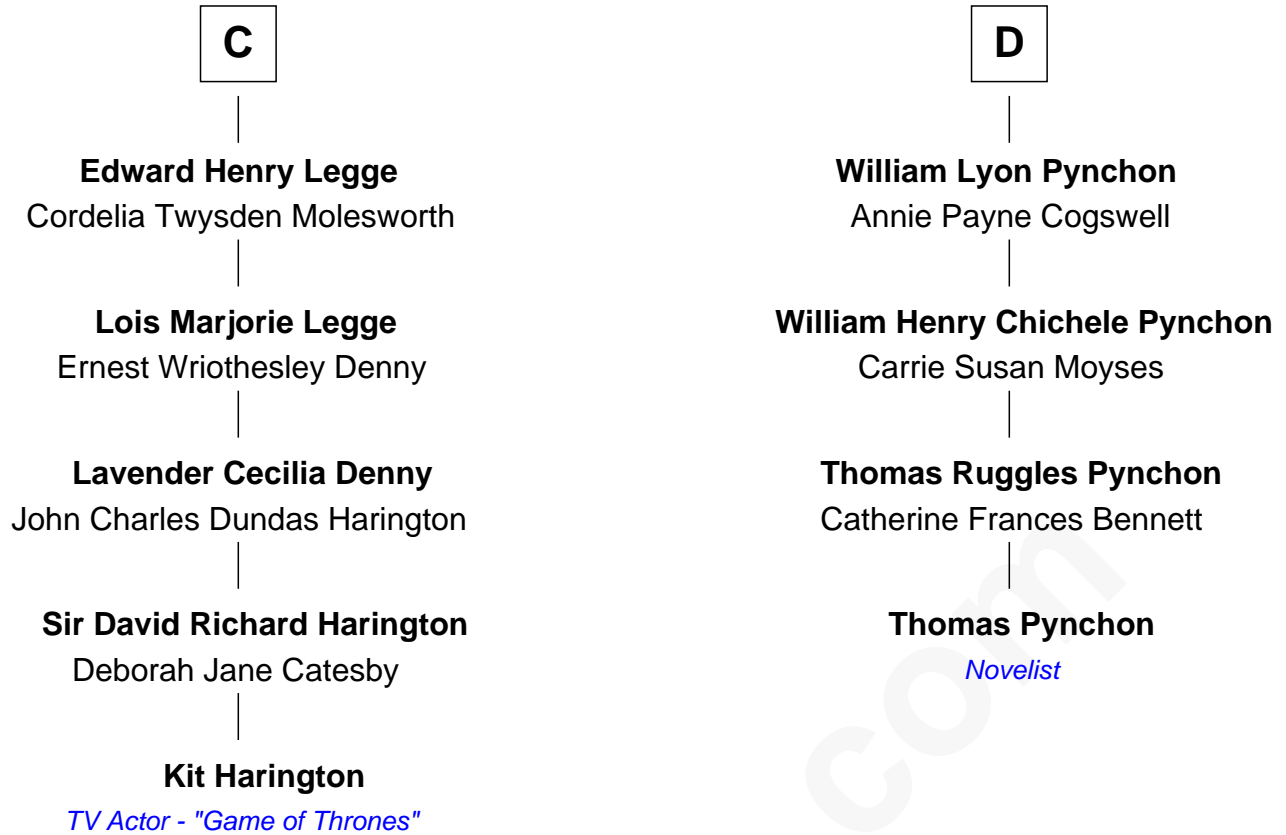 C
Edward Henry Legge
Cordelia Twysden Molesworth
Lois Marjorie Legge
Ernest Wriothesley Denny
Lavender Cecilia Denny
John Charles Dundas Harington
Sir David Richard Harington
Deborah Jane Catesby
Kit Harington
TV Actor - "Game of Thrones"
D
William Lyon Pynchon
Annie Payne Cogswell
William Henry Chichele Pynchon
Carrie Susan Moyses
Thomas Ruggles Pynchon
Catherine Frances Bennett
Thomas Pynchon
Novelist
com